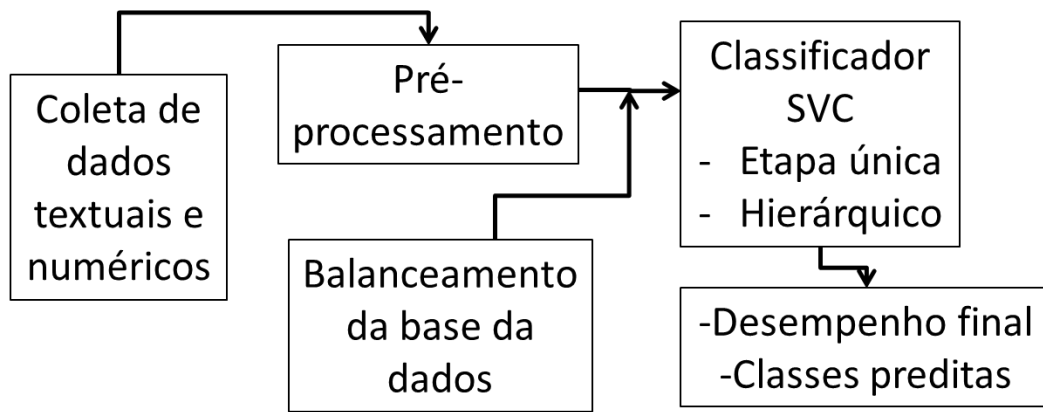 Coleta de
dados
textuais e
numéricos
Pré-
processamento
Balanceamento
da base da
dados
Classificador
SVC
- Etapa única
- Hierárquico
-Desempenho final
-Classes preditas